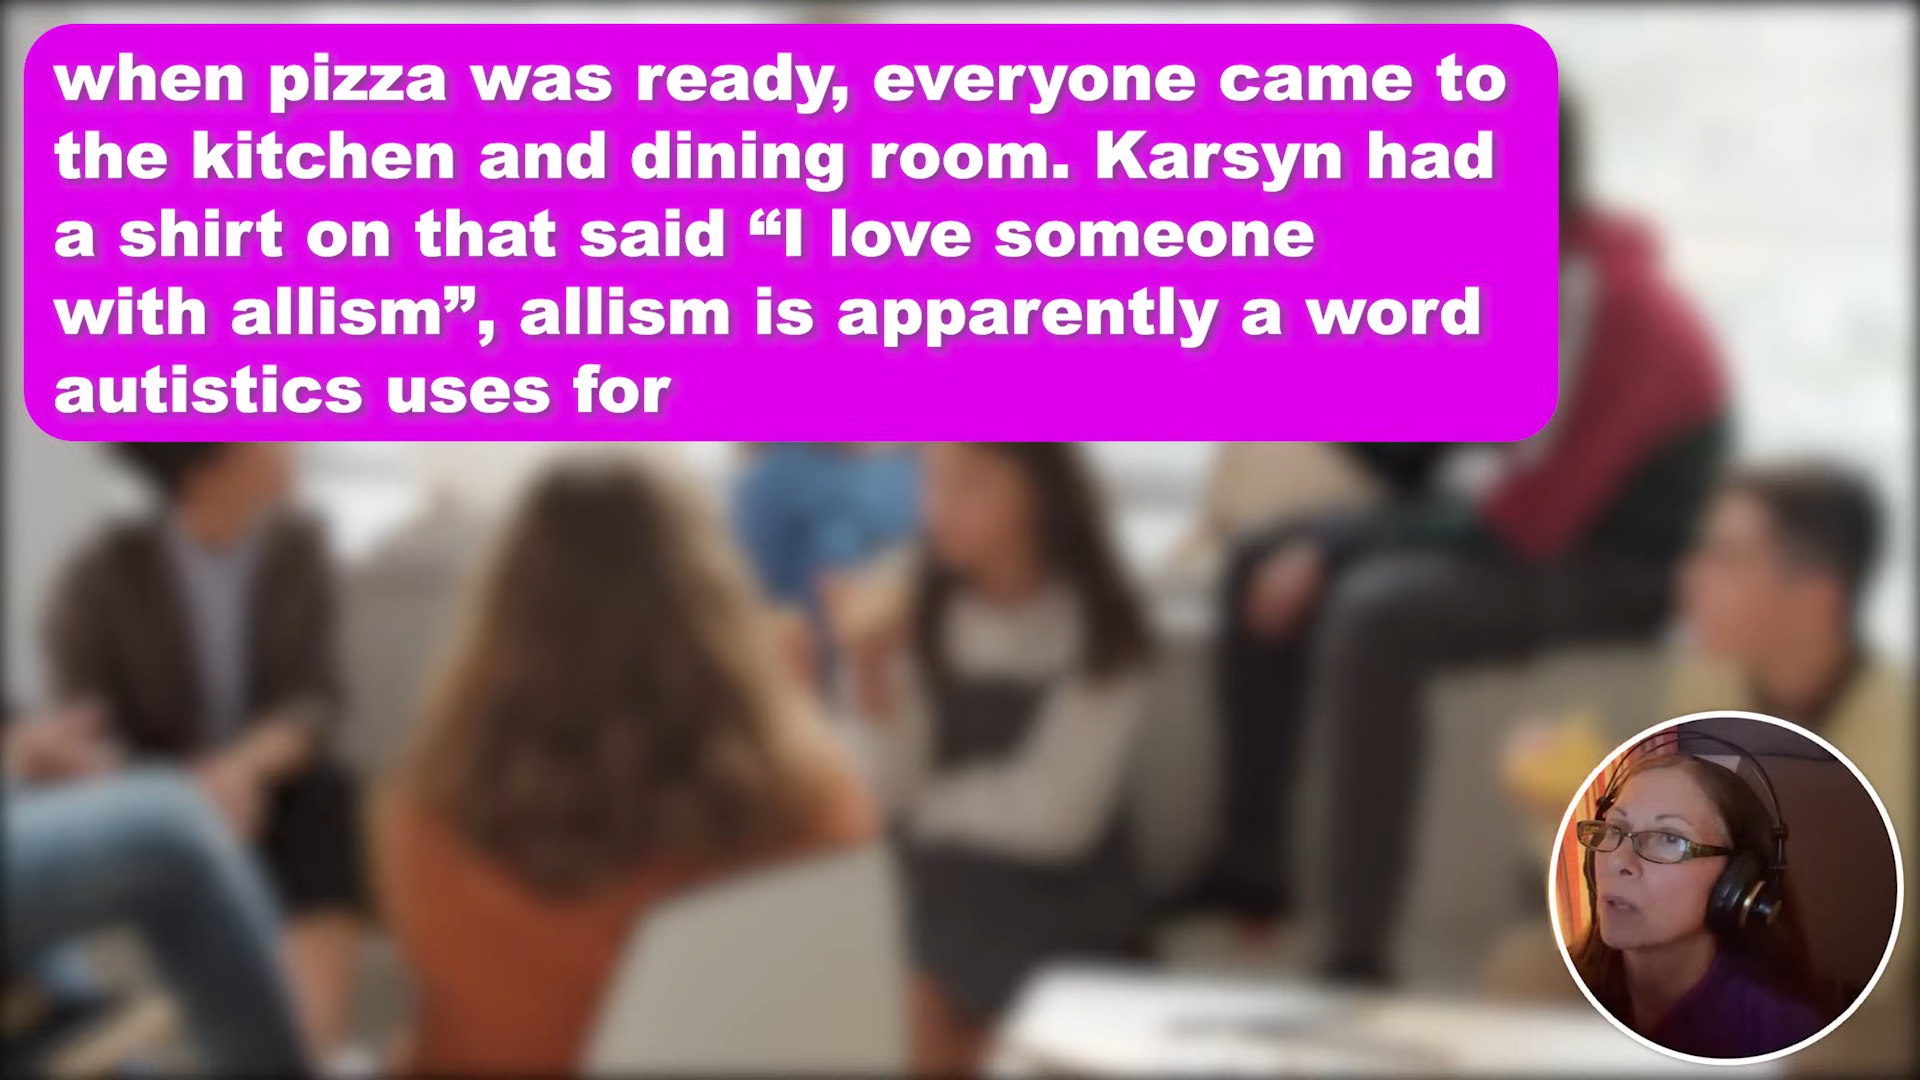 when pizza was ready, everyone came to
the kitchen and dining room. Karsyn had
a shirt on that said “I love someone
with allism”, allism is apparently a word
autistics uses for